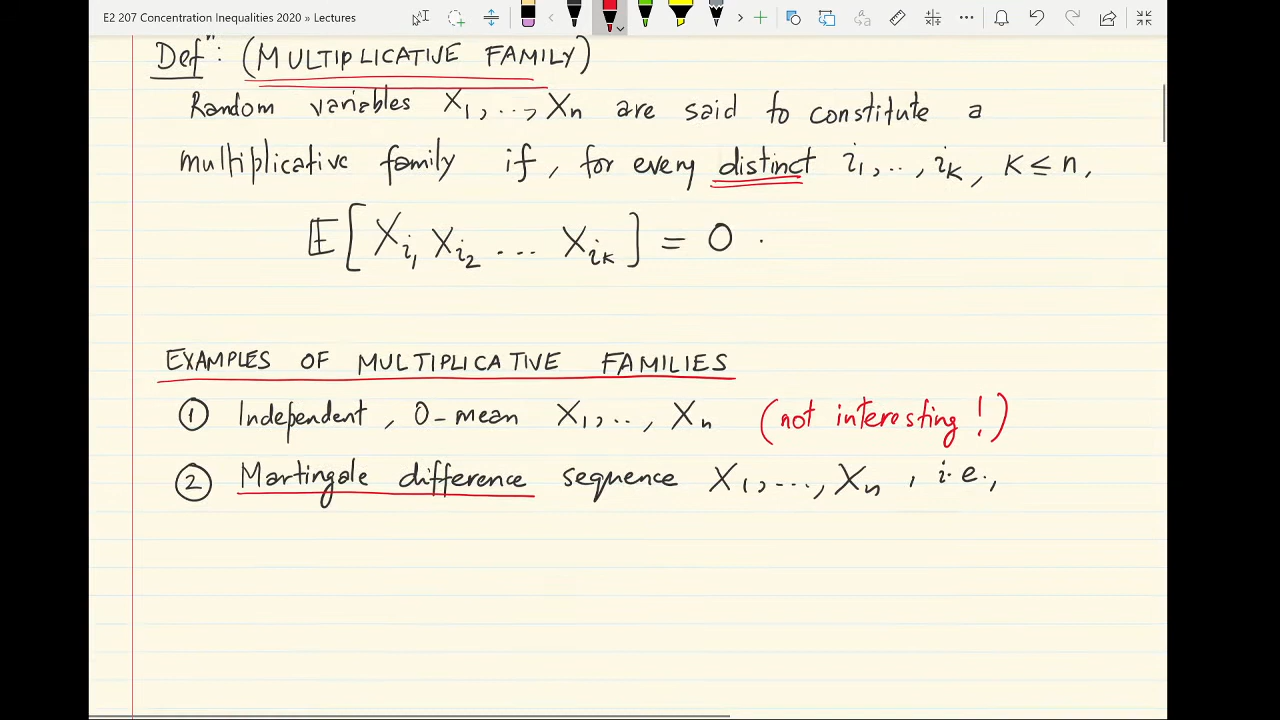 E2 207 Concentration Inequalities 2020 » Lectures
Defⁿ: (MULTIPLICATIVE FAMILY)
Random variables X₁, .., Xₙ are said to constitute a
multiplicative family if, for every distinct i₁, .., iₖ, K ≤ n,
𝔼[Xᵢ₁ Xᵢ₂ ... Xᵢₖ] = 0.
EXAMPLES OF MULTIPLICATIVE FAMILIES
① Independent, 0-mean X₁, .., Xₙ (not interesting!)
② Martingale difference sequence X₁, ..., Xₙ, i.e.,